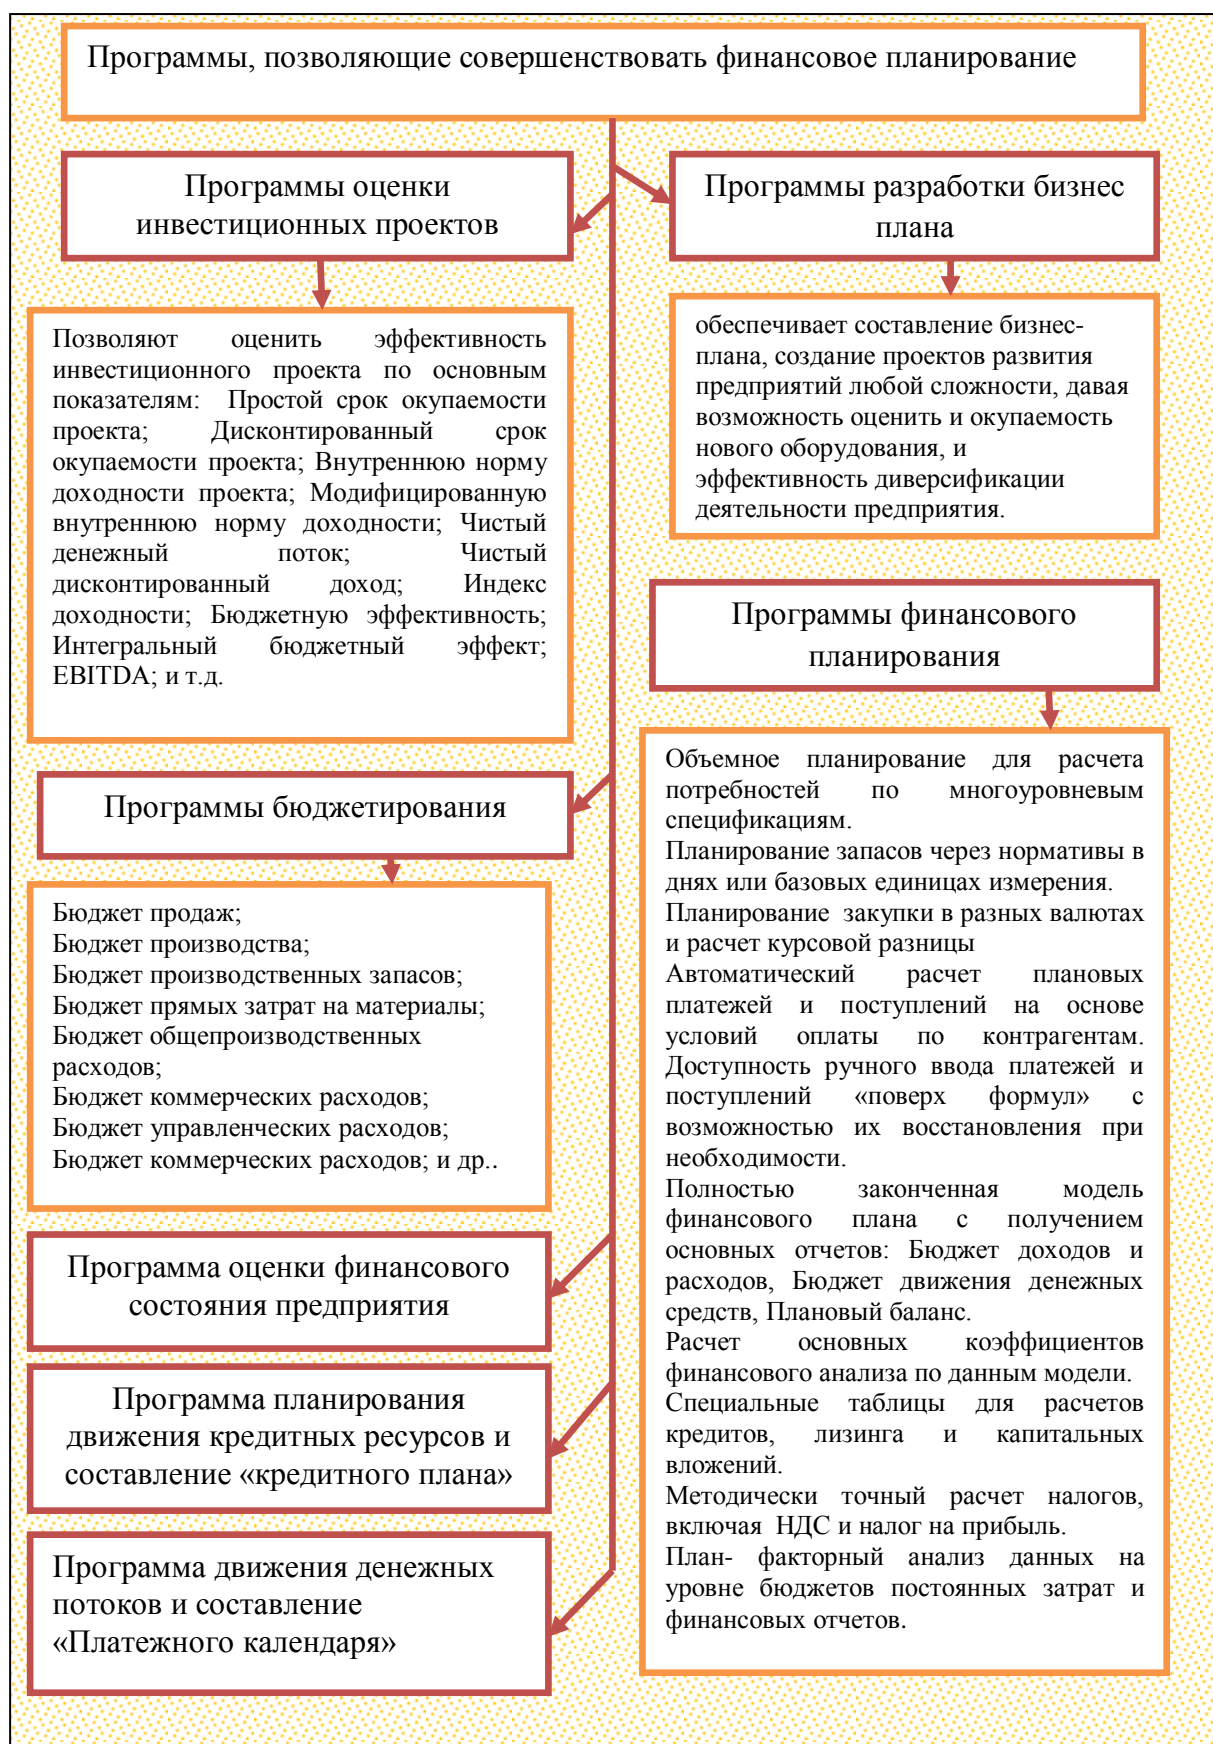 Программы, позволяющие совершенствовать финансовое планирование
Программы оценки
инвестиционных проектов
Программы разработки бизнес
плана
Позволяют оценить эффективность
инвестиционного проекта по основным
показателям: Простой срок окупаемости
проекта; Дисконтированный срок
окупаемости проекта; Внутреннюю норму
доходности проекта; Модифицированную
внутреннюю норму доходности; Чистый
денежный поток; Чистый
дисконтированный доход; Индекс
доходности; Бюджетную эффективность;
Интегральный бюджетный эффект;
EBITDA; и т.д.
обеспечивает составление бизнес-
плана, создание проектов развития
предприятий любой сложности, давая
возможность оценить и окупаемость
нового оборудования, и
эффективность диверсификации
деятельности предприятия.
Программы финансового
планирования
Программы бюджетирования
Бюджет продаж;
Бюджет производства;
Бюджет производственных запасов;
Бюджет прямых затрат на материалы;
Бюджет общепроизводственных
расходов;
Бюджет коммерческих расходов;
Бюджет управленческих расходов;
Бюджет коммерческих расходов; и др..
Объемное планирование для расчета
потребностей по многоуровневым
спецификациям.
Планирование запасов через нормативы в
днях или базовых единицах измерения.
Планирование закупки в разных валютах
и расчет курсовой разницы
Автоматический расчет плановых
платежей и поступлений на основе
условий оплаты по контрагентам.
Доступность ручного ввода платежей и
поступлений «поверх формул» с
возможностью их восстановления при
необходимости.
Полностью законченная модель
финансового плана с получением
основных отчетов: Бюджет доходов и
расходов, Бюджет движения денежных
средств, Плановый баланс.
Расчет основных коэффициентов
финансового анализа по данным модели.
Специальные таблицы для расчетов
кредитов, лизинга и капитальных
вложений.
Методически точный расчет налогов,
включая НДС и налог на прибыль.
План- факторный анализ данных на
уровне бюджетов постоянных затрат и
финансовых отчетов.
Программа оценки финансового
состояния предприятия
Программа планирования
движения кредитных ресурсов и
составление «кредитного плана»
Программа движения денежных
потоков и составление
«Платежного календаря»